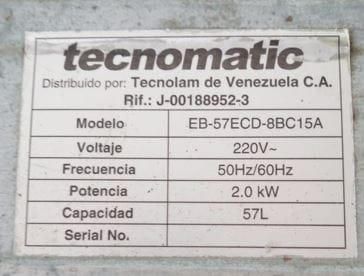 tecnomatic
Distribuido por: Tecnolam de Venezuela C.A.
Rif.: J-00188952-3
Modelo EB-57ECD-8BC15A
Voltaje 220V~
Frecuencia 50Hz/60Hz
Potencia 2.0 kW
Capacidad 57L
Serial No.